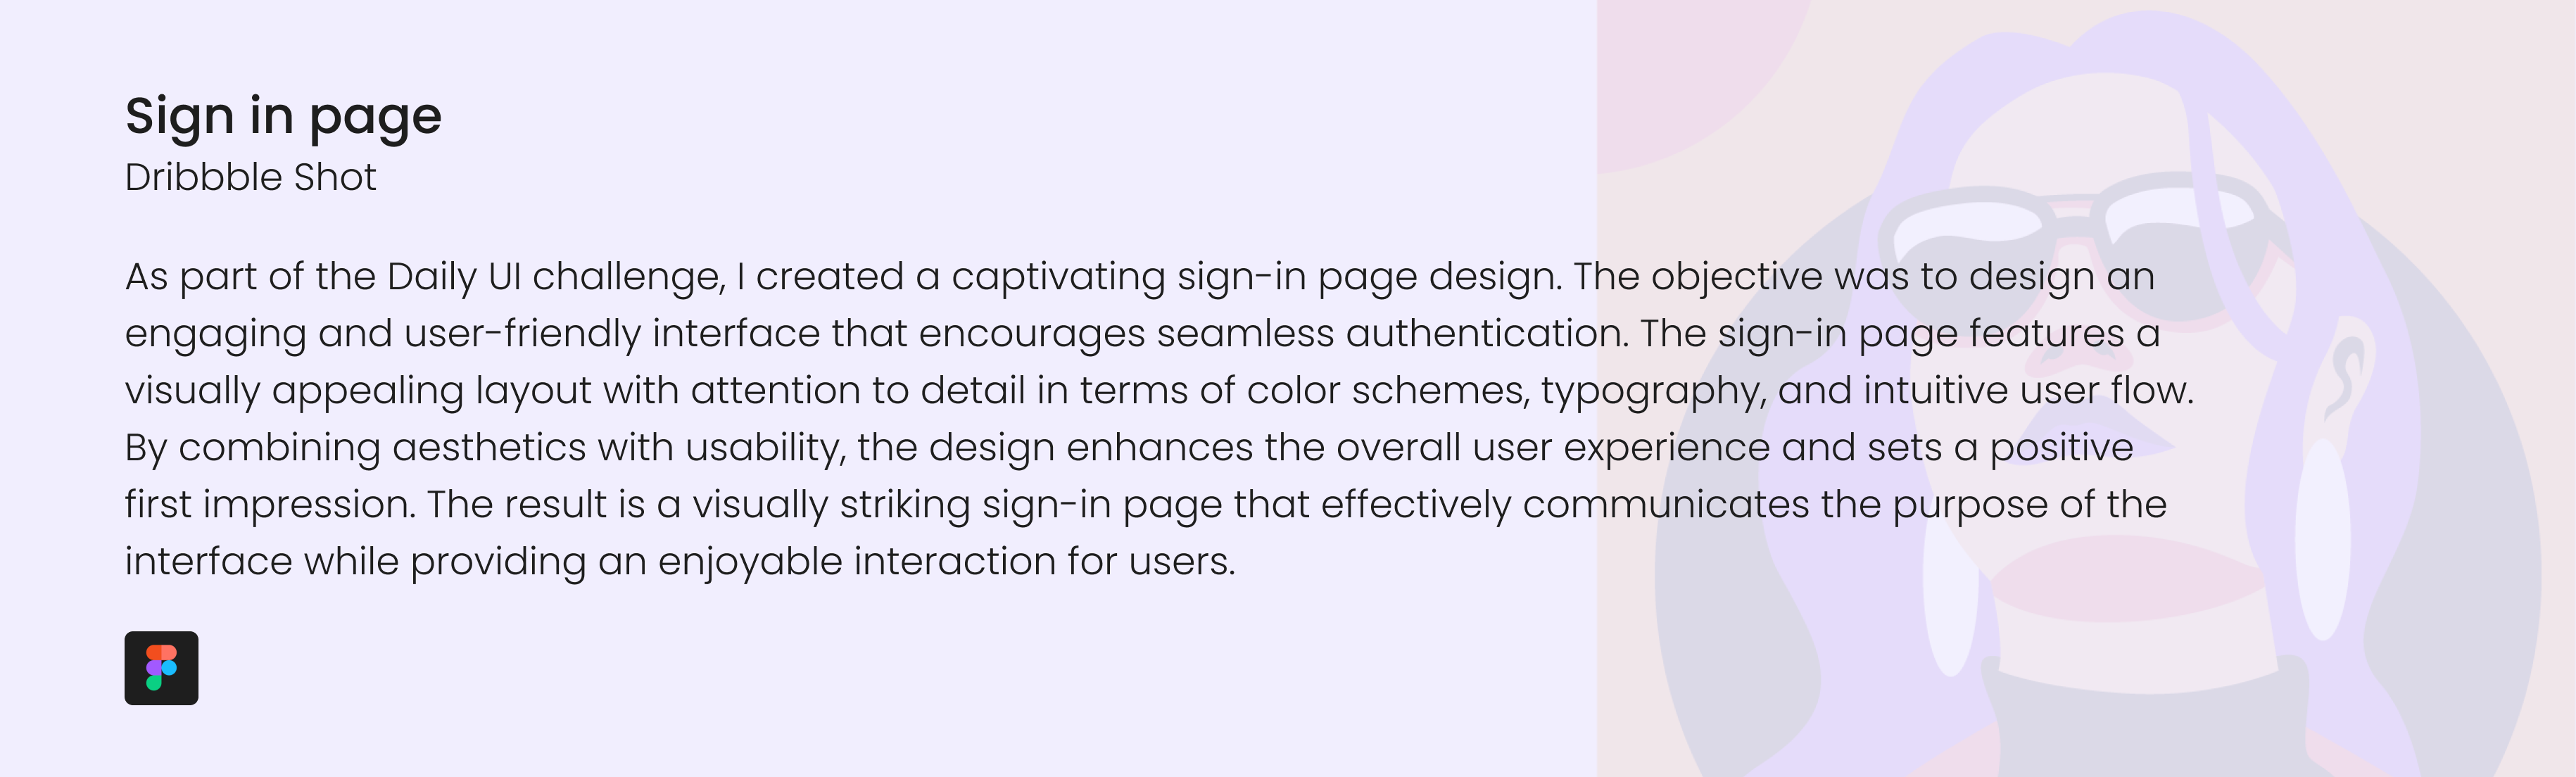 Sign in page
Dribbble Shot
As part of the Daily UI challenge, I created a captivating sign-in page design. The objective was to design an
engaging and user-friendly interface that encourages seamless authentication. The sign-in page features a
visually appealing layout with attention to detail in terms of color schemes, typography, and intuitive user flow.
By combining aesthetics with usability, the design enhances the overall user experience and sets a positive
first impression. The result is a visually striking sign-in page that effectively communicates the purpose of the
interface while providing an enjoyable interaction for users.